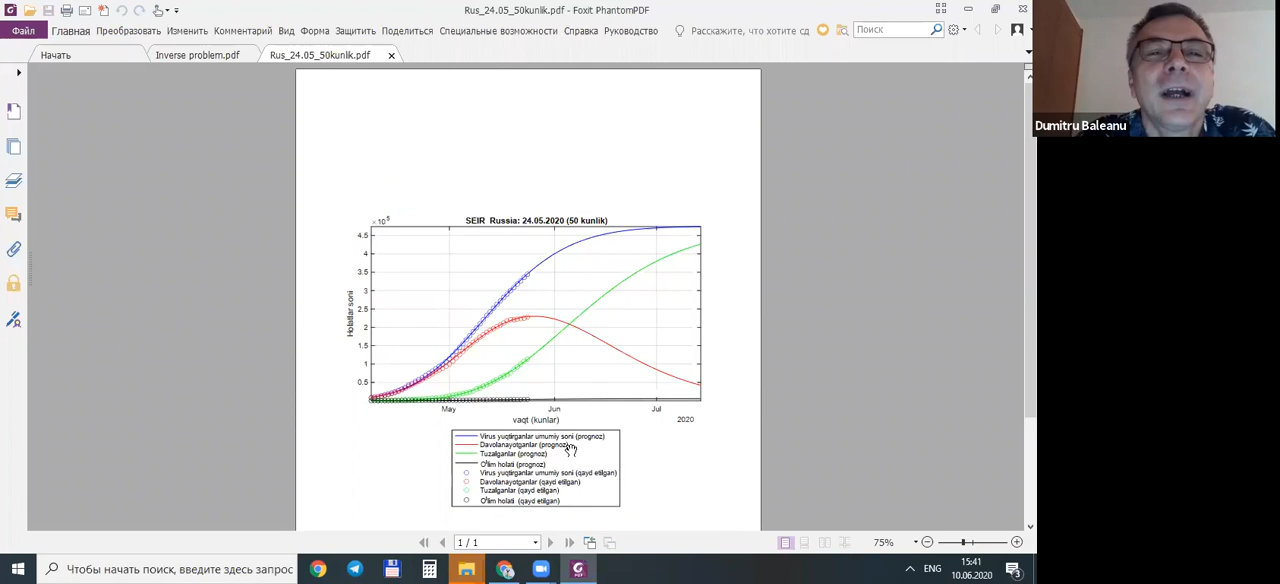 Rus_24.05_50kunlik.pdf - Foxit PhantomPDF
Файл Главная Преобразовать Изменить Комментарий Вид Форма Защитить Поделиться Специальные возможности Справка Руководство Расскажите, что хотите сд Поиск
Начать Inverse problem.pdf Rus_24.05_50kunlik.pdf
Dumitru Baleanu
SEIR Russia: 24.05.2020 (50 kunlik)
×10⁵
4.5
4
3.5
3
2.5
2
1.5
1
0.5
Holatlar soni
May Jun Jul
vaqt (kunlar)
2020
Virus yuqtirganlar umumiy soni (prognoz)
Davolanayotganlar (prognoz)
Tuzalganlar (prognoz)
O'lim holati (prognoz)
Virus yuqtirganlar umumiy soni (qayd etilgan)
Davolanayotganlar (qayd etilgan)
Tuzalganlar (qayd etilgan)
O'lim holati (qayd etilgan)
1 / 1
75%
Чтобы начать поиск, введите здесь запрос
ENG
15:41
10.06.2020
3